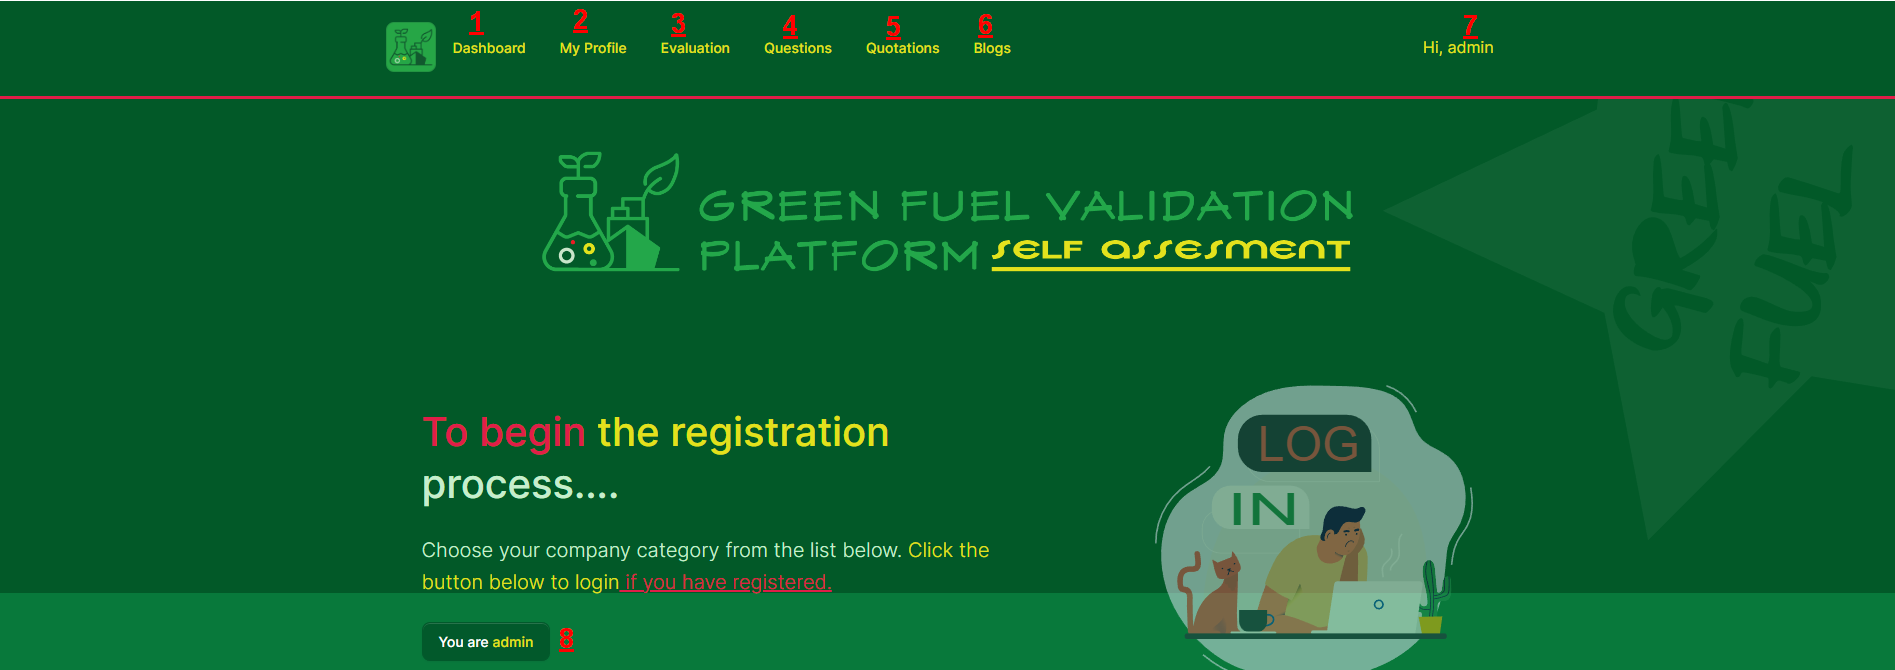 1 2 3 4 5 6 7
Dashboard My Profile Evaluation Questions Quotations Blogs Hi, admin
GREEN FUEL VALIDATION
PLATFORM SELF ASSESMENT
GREEN
FUEL
To begin the registration
process....
Choose your company category from the list below. Click the
button below to login if you have registered.
You are admin 8
LOG
IN